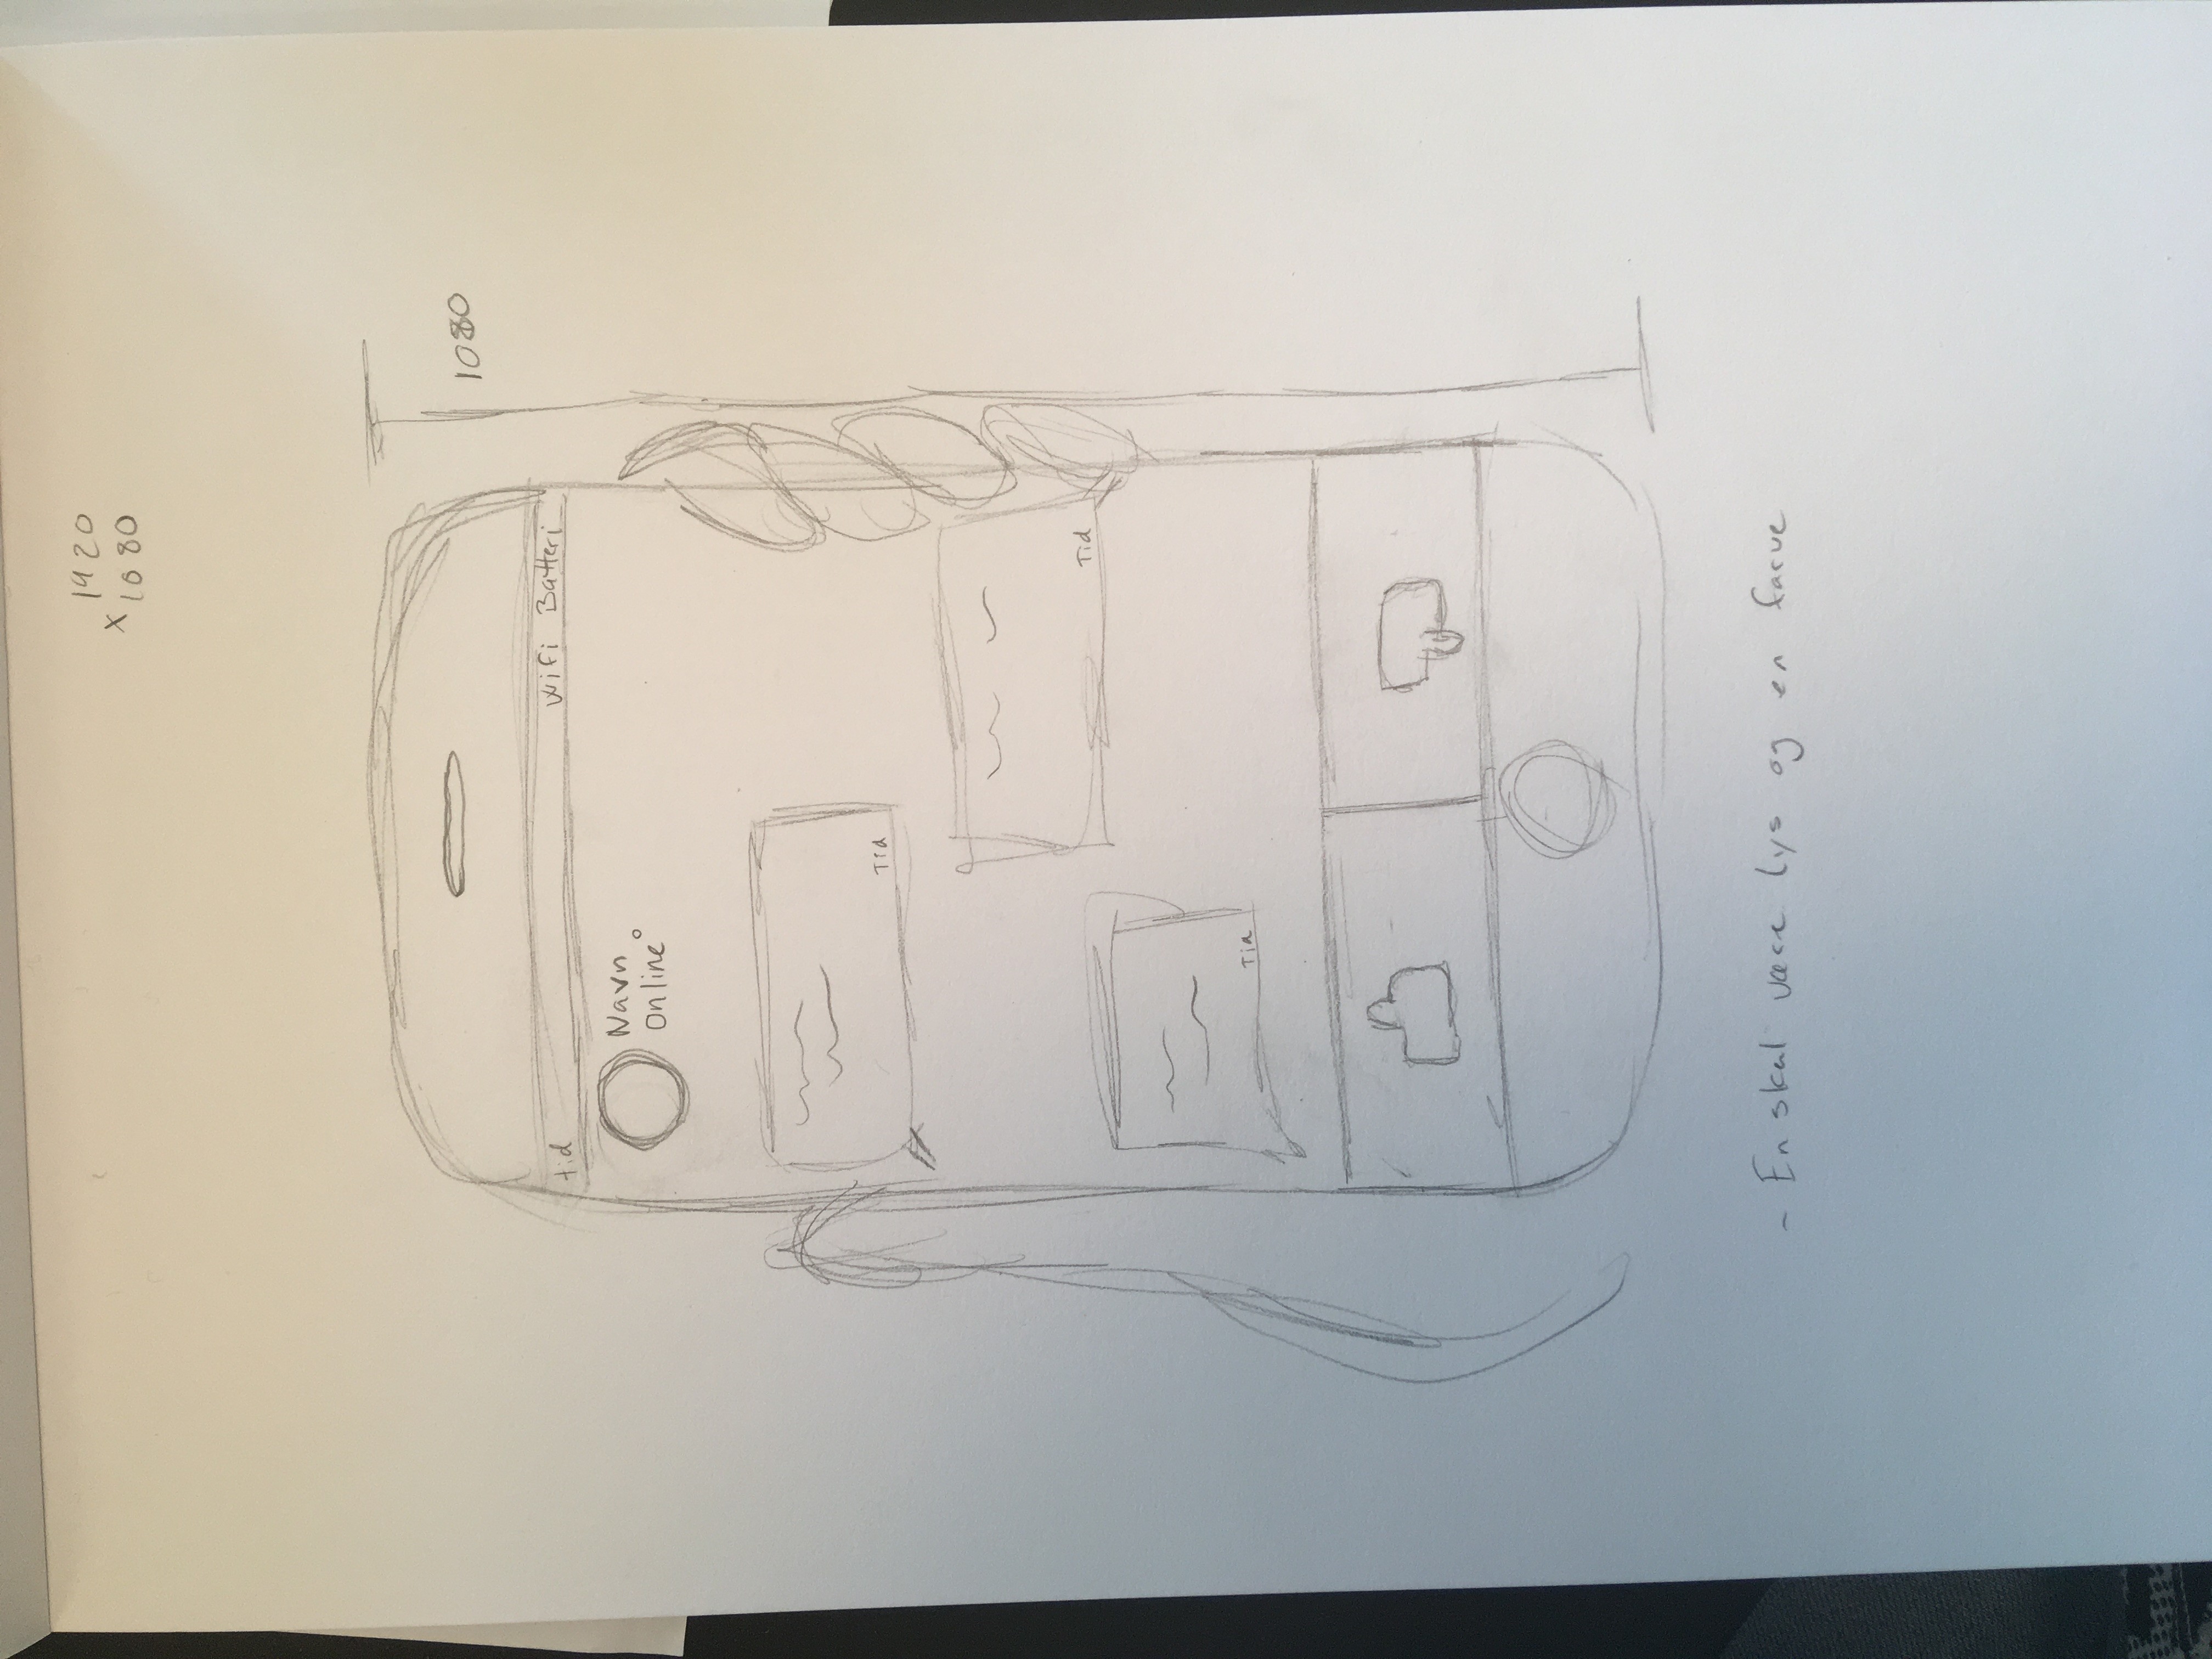 1920
x 1080
1080
tid Wifi Batteri
Navn
Online
Tid
Tid
Tid
- En skal være lys og en farve